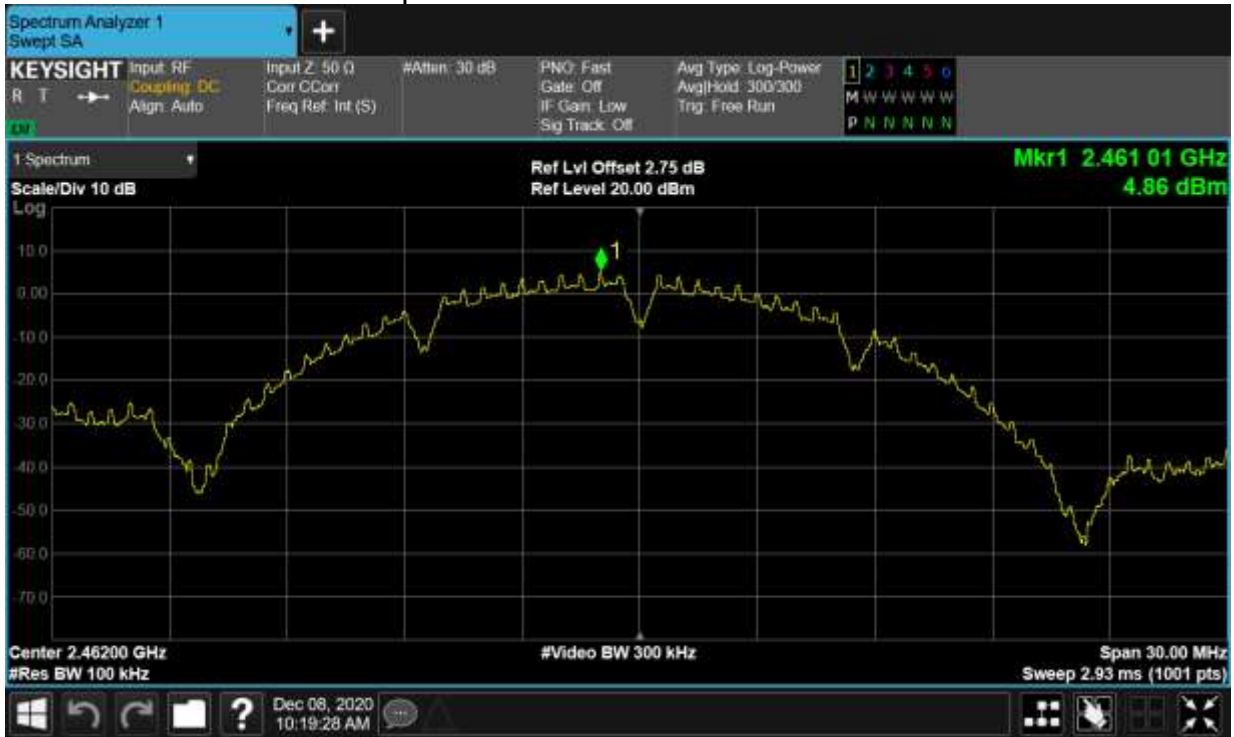 Spectrum Analyzer 1
Swept SA
+
KEYSIGHT
R T
Input: RF
Coupling: DC
Align: Auto
Input Z: 50 Ω
Corr CCorr
Freq Ref: Int (S)
#Atten: 30 dB
PNO: Fast
Gate: Off
IF Gain: Low
Sig Track: Off
Avg Type: Log-Power
Avg|Hold: 300/300
Trig: Free Run
1 2 3 4 5 6
M W W W W W
P N N N N N
1 Spectrum
Scale/Div 10 dB
Log
Ref Lvl Offset 2.75 dB
Ref Level 20.00 dBm
Mkr1 2.461 01 GHz
4.86 dBm
1
10.0
0.00
-10.0
-20.0
-30.0
-40.0
-50.0
-60.0
-70.0
Center 2.46200 GHz
#Res BW 100 kHz
#Video BW 300 kHz
Span 30.00 MHz
Sweep 2.93 ms (1001 pts)
?
Dec 08, 2020
10:19:28 AM